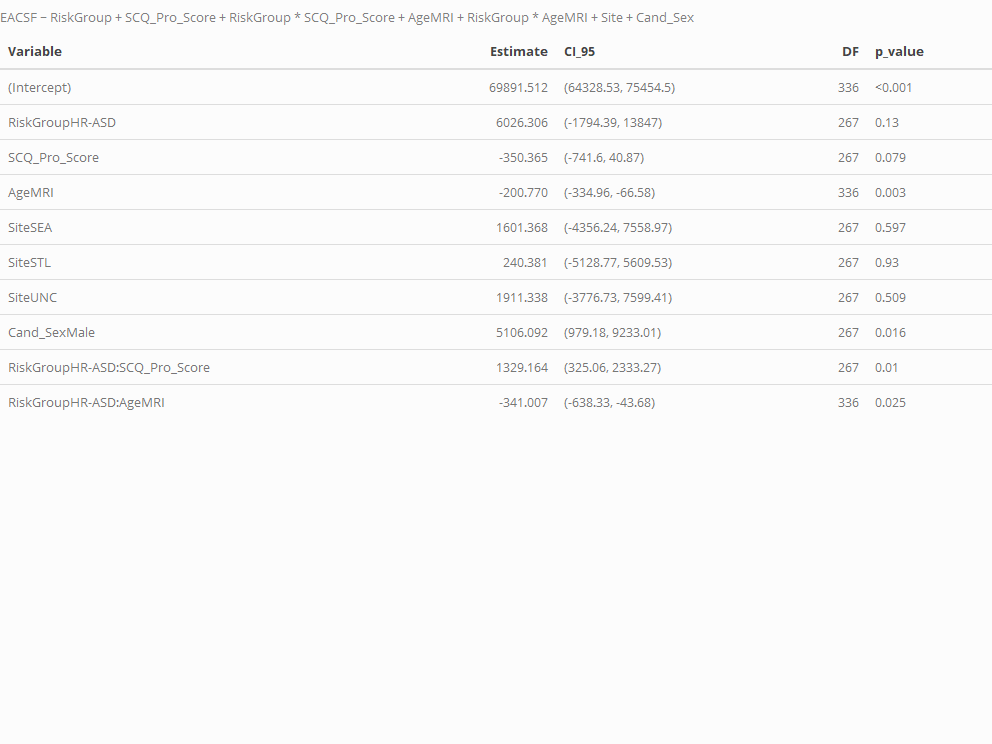 EACSF ~ RiskGroup + SCQ_Pro_Score + RiskGroup * SCQ_Pro_Score + AgeMRI + RiskGroup * AgeMRI + Site + Cand_Sex
Variable Estimate CI_95 DF p_value
(Intercept) 69891.512 (64328.53, 75454.5) 336 <0.001
RiskGroupHR-ASD 6026.306 (-1794.39, 13847) 267 0.13
SCQ_Pro_Score -350.365 (-741.6, 40.87) 267 0.079
AgeMRI -200.770 (-334.96, -66.58) 336 0.003
SiteSEA 1601.368 (-4356.24, 7558.97) 267 0.597
SiteSTL 240.381 (-5128.77, 5609.53) 267 0.93
SiteUNC 1911.338 (-3776.73, 7599.41) 267 0.509
Cand_SexMale 5106.092 (979.18, 9233.01) 267 0.016
RiskGroupHR-ASD:SCQ_Pro_Score 1329.164 (325.06, 2333.27) 267 0.01
RiskGroupHR-ASD:AgeMRI -341.007 (-638.33, -43.68) 336 0.025